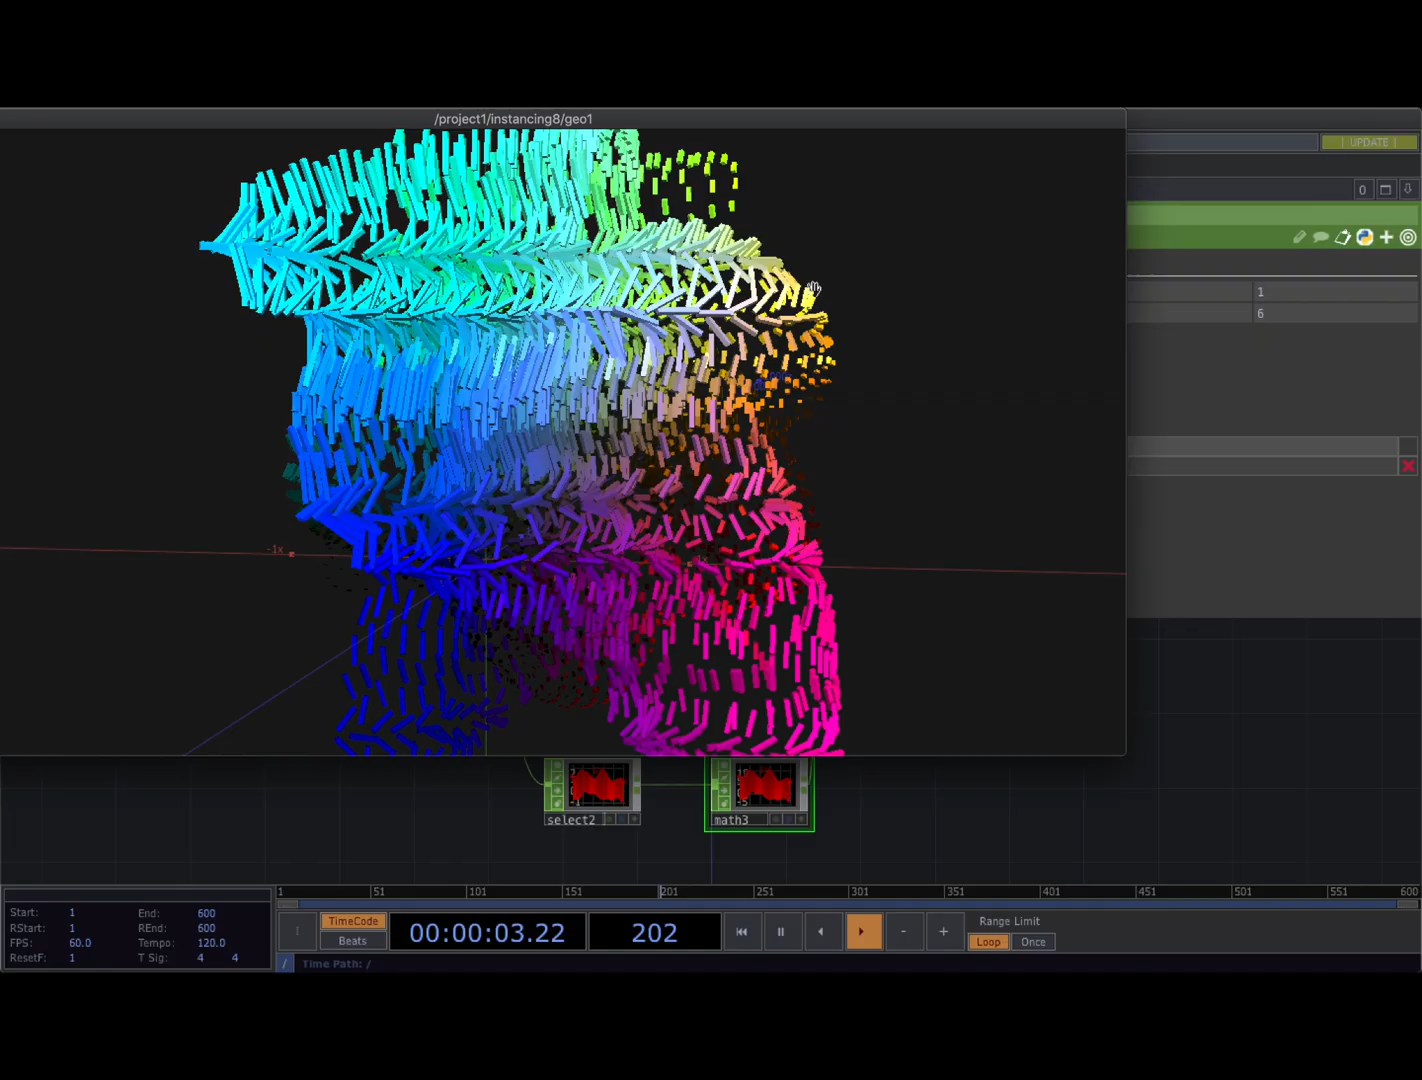 /project1/instancing8/geo1
| UPDATE |
0
1
6
-1x
select2
math3
1 51 101 151 201 251 301 351 401 451 501 551 600
Start: 1 End: 600
RStart: 1 REnd: 600
FPS: 60.0 Tempo: 120.0
ResetF: 1 T Sig: 4 4
TimeCode
Beats
00:00:03.22
202
- +
Range Limit
Loop Once
/ Time Path: /